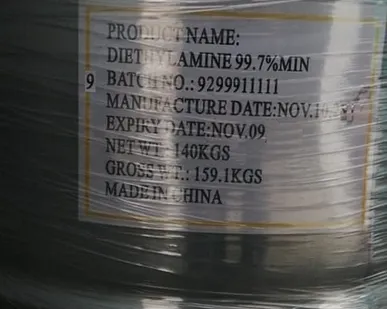 PRODUCT NAME:
DIETHYLAMINE 99.7%MIN
9 BATCH NO.: 9299911111
MANUFACTURE DATE:NOV.10
EXPIRY DATE:NOV.09
NET WT.: 140KGS
GROSS WT.: 159.1KGS
MADE IN CHINA